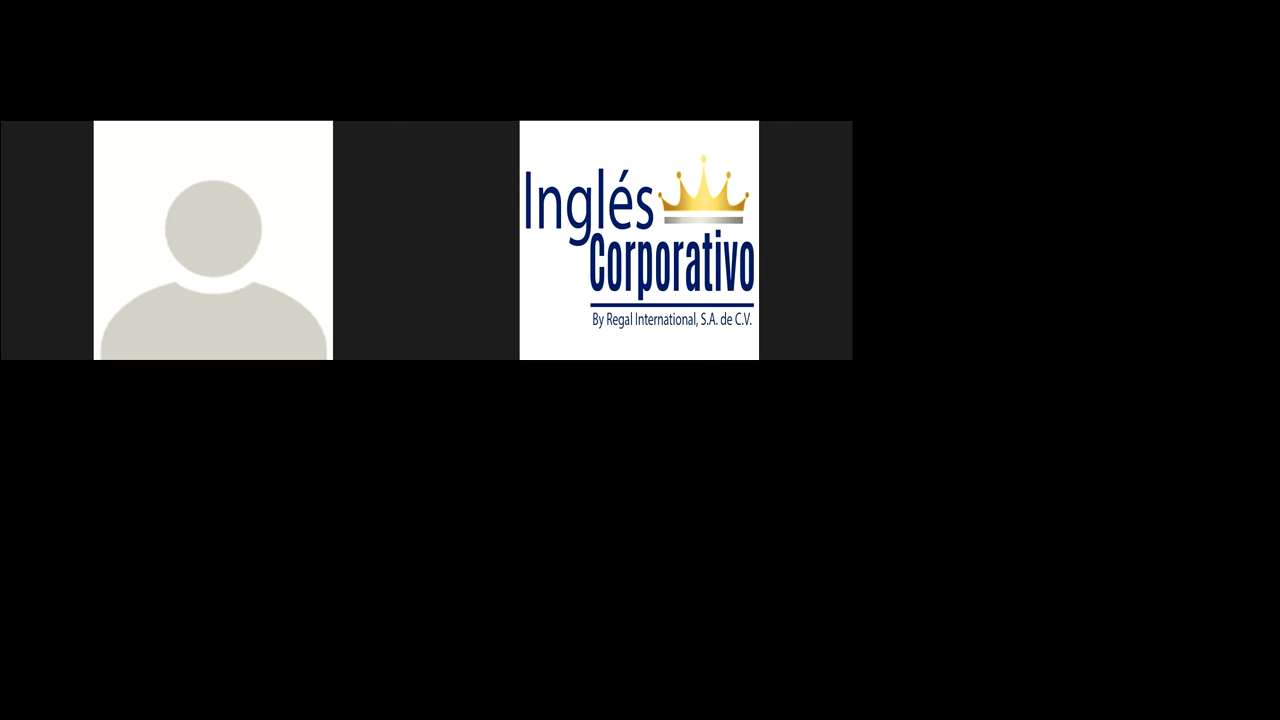 Inglés
Corporativo
By Regal International, S.A. de C.V.